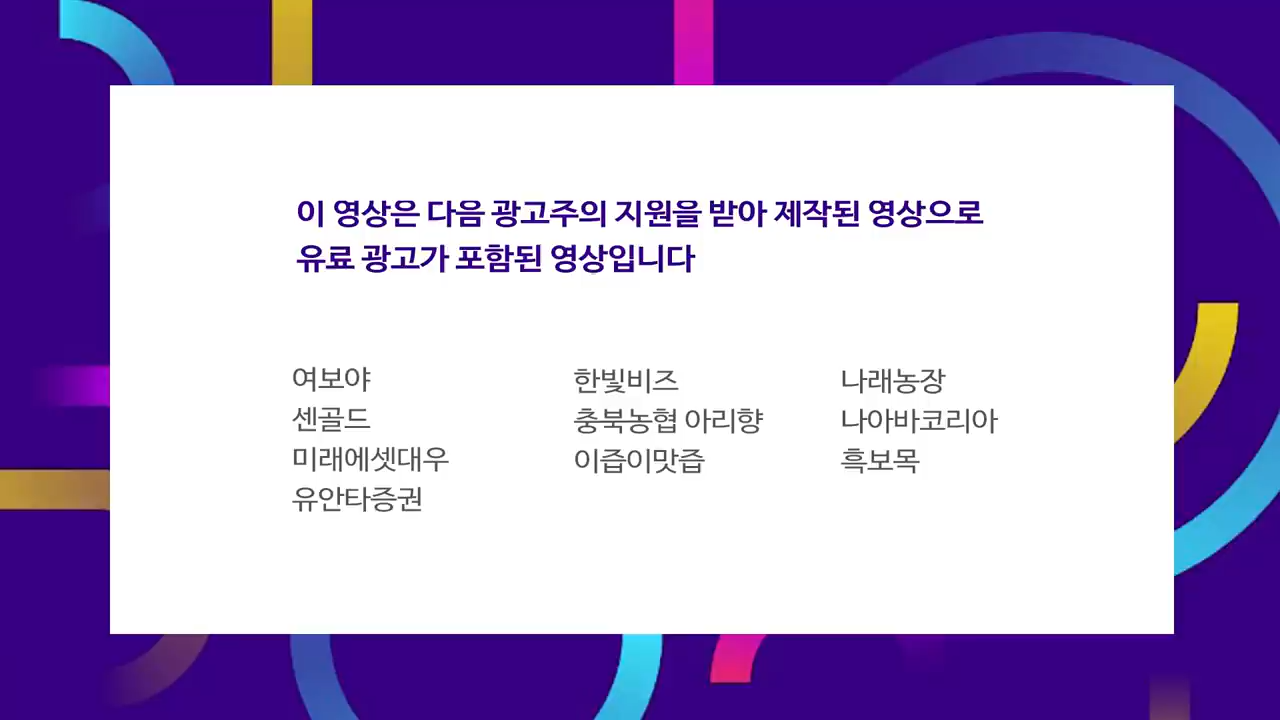 이 영상은 다음 광고주의 지원을 받아 제작된 영상으로
유료 광고가 포함된 영상입니다
여보야
센골드
미래에셋대우
유안타증권
한빛비즈
충북농협 아리향
이즙이맛즙
나래농장
나아바코리아
흑보목